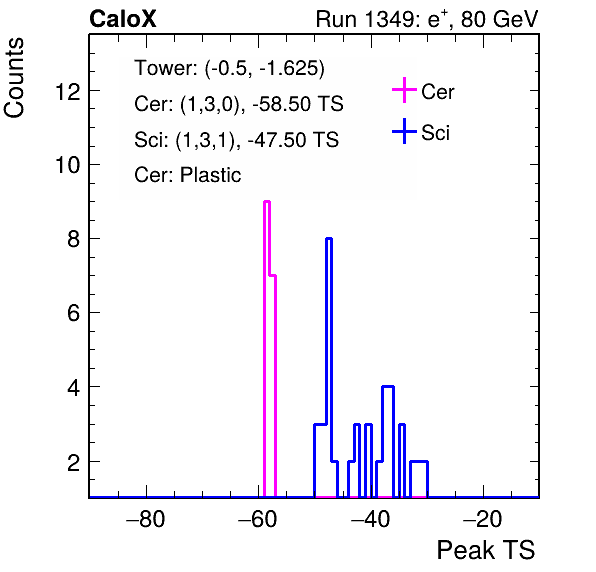 CaloX Run 1349: e⁺, 80 GeV
Counts
Tower: (-0.5, -1.625)
Cer: (1,3,0), -58.50 TS
Sci: (1,3,1), -47.50 TS
Cer: Plastic
Cer
Sci
12
10
8
6
4
2
−80 −60 −40 −20
Peak TS